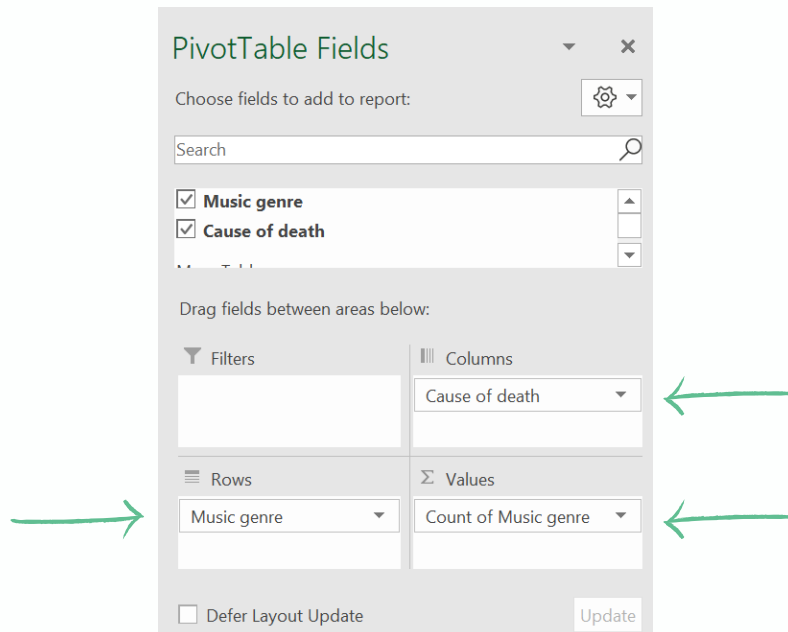 PivotTable Fields
Choose fields to add to report:
Search
Music genre
Cause of death
Drag fields between areas below:
Filters
Columns
Cause of death
Rows
Values
Music genre
Count of Music genre
Defer Layout Update
Update